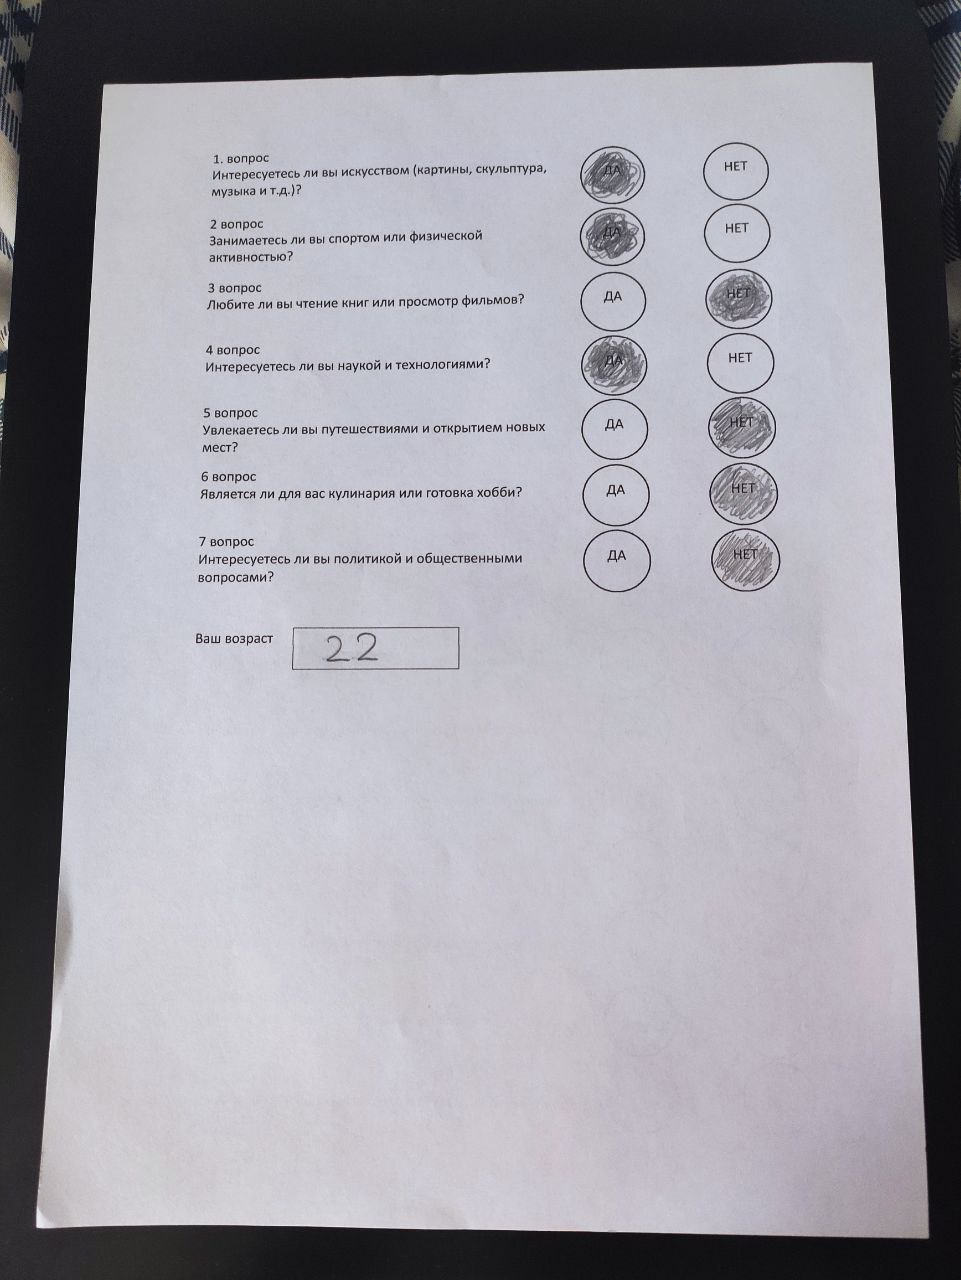 1. вопрос
Интересуетесь ли вы искусством (картины, скульптура,
музыка и т.д.)?
ДА НЕТ
2 вопрос
Занимаетесь ли вы спортом или физической
активностью?
ДА НЕТ
3 вопрос
Любите ли вы чтение книг или просмотр фильмов?
ДА НЕТ
4 вопрос
Интересуетесь ли вы наукой и технологиями?
ДА НЕТ
5 вопрос
Увлекаетесь ли вы путешествиями и открытием новых
мест?
ДА НЕТ
6 вопрос
Является ли для вас кулинария или готовка хобби?
ДА НЕТ
7 вопрос
Интересуетесь ли вы политикой и общественными
вопросами?
ДА НЕТ
Ваш возраст 22